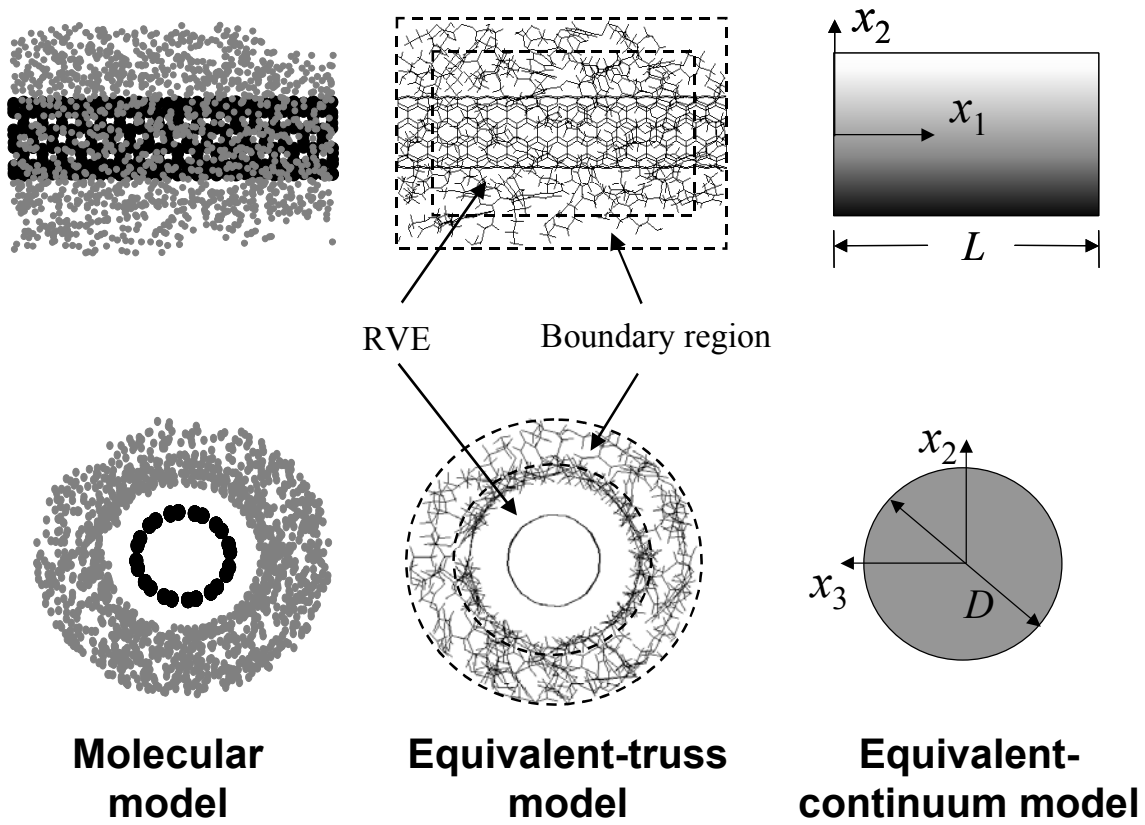 x2
x1
L
RVE
Boundary region
x2
x3
D
Molecular
model
Equivalent-truss
model
Equivalent-
continuum model